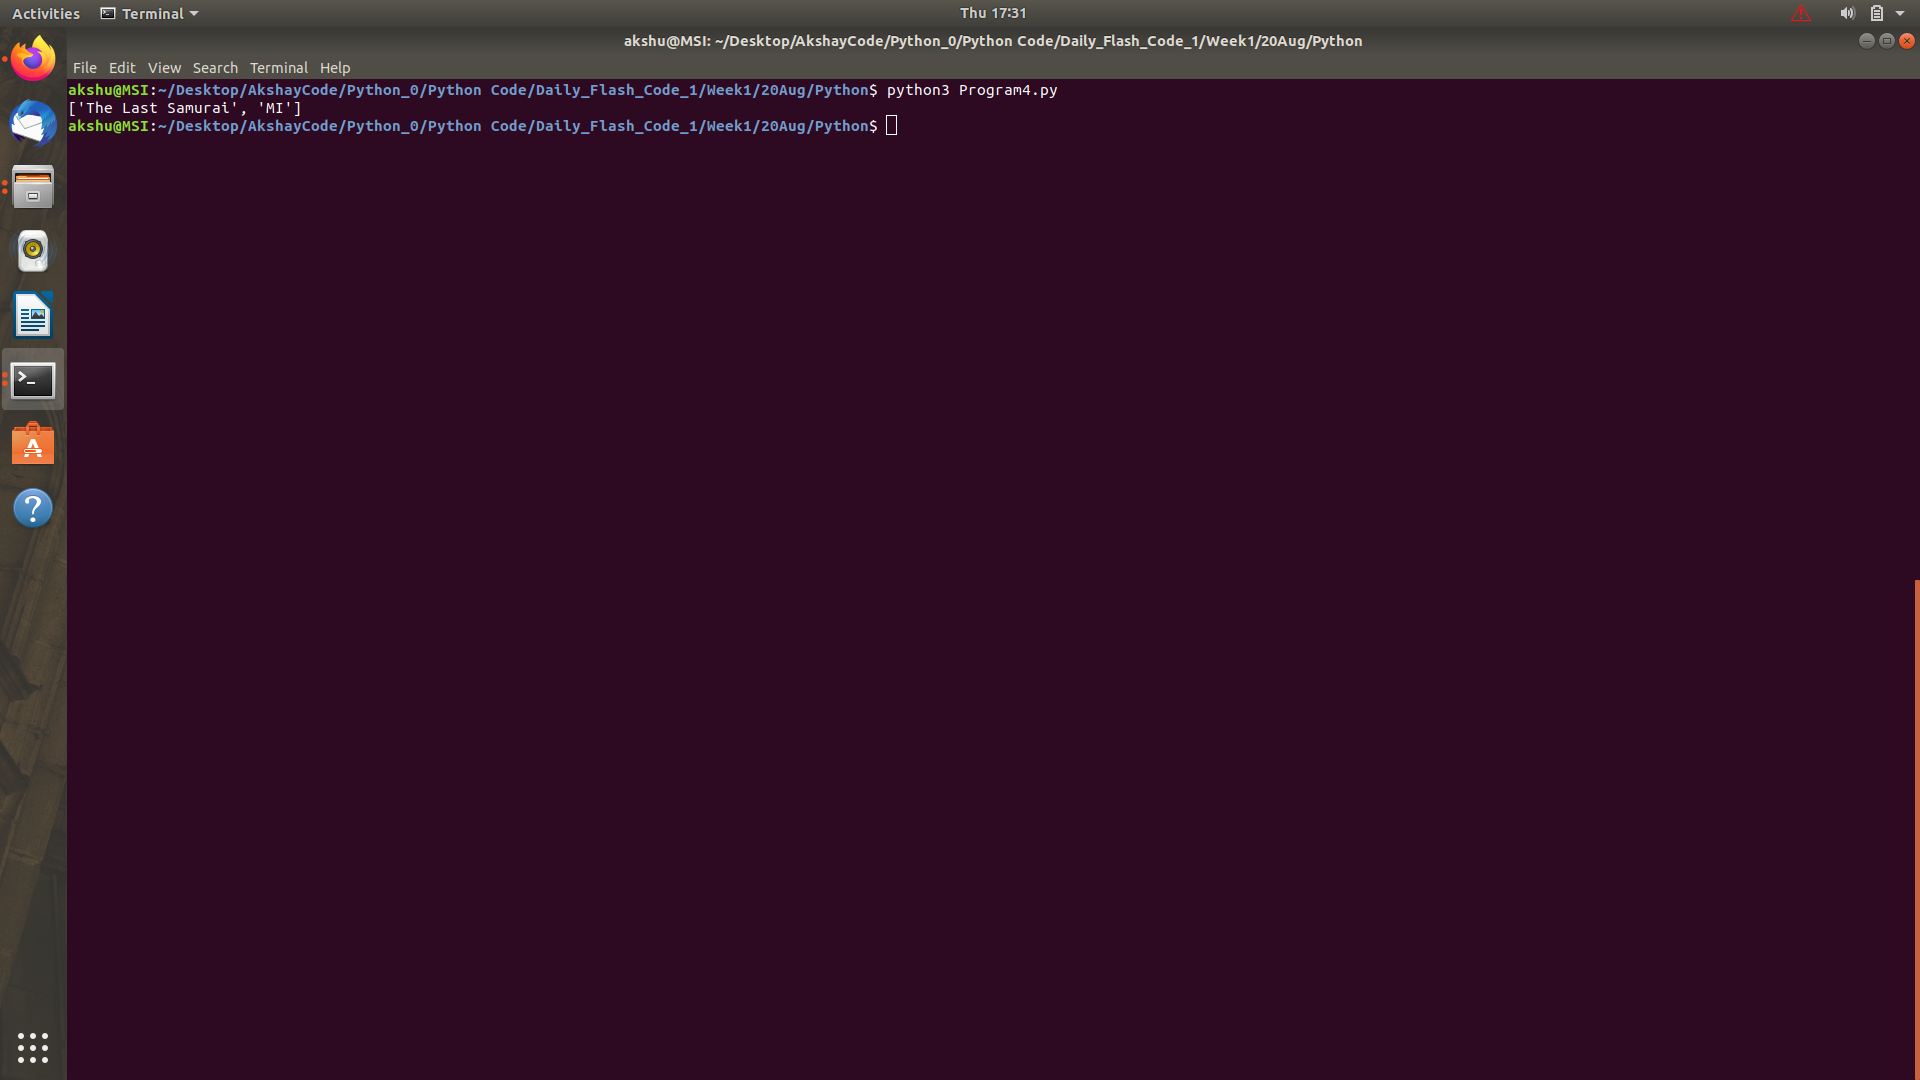 Activities Terminal Thu 17:31
akshu@MSI: ~/Desktop/AkshayCode/Python_0/Python Code/Daily_Flash_Code_1/Week1/20Aug/Python
File Edit View Search Terminal Help
akshu@MSI:~/Desktop/AkshayCode/Python_0/Python Code/Daily_Flash_Code_1/Week1/20Aug/Python$ python3 Program4.py
['The Last Samurai', 'MI']
akshu@MSI:~/Desktop/AkshayCode/Python_0/Python Code/Daily_Flash_Code_1/Week1/20Aug/Python$